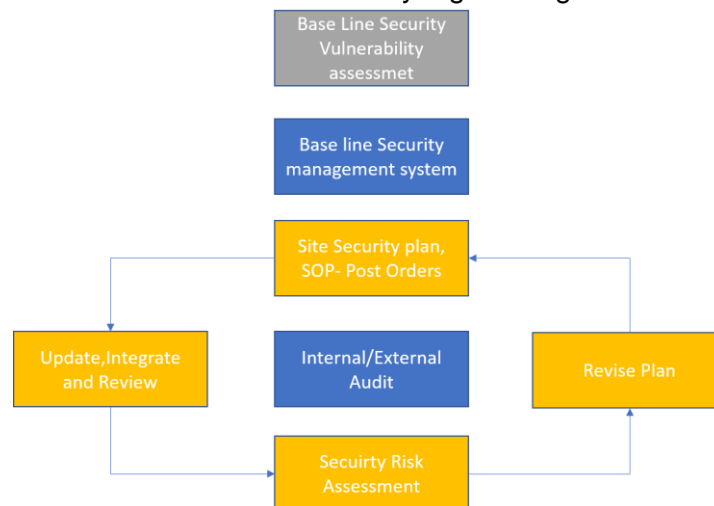 Base Line Security
Vulnerability
assessmet
Base line Security
management system
Site Security plan,
SOP- Post Orders
Update,Integrate
and Review
Internal/External
Audit
Revise Plan
Secuirty Risk
Assessment